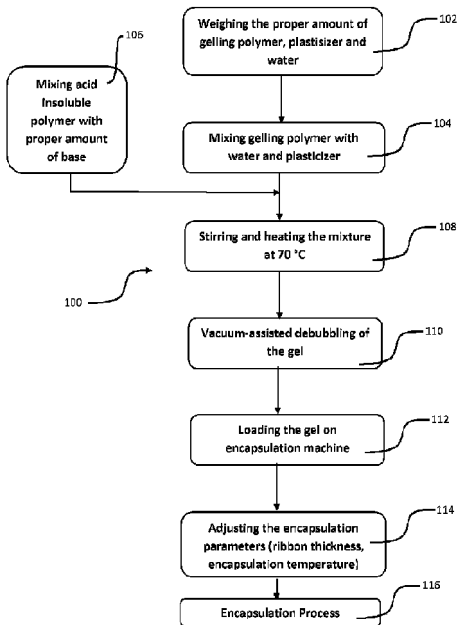 102
Weighing the proper amount of
gelling polymer, plastisizer and
water
106
Mixing acid
insoluble
polymer with
proper amount
of base
104
Mixing gelling polymer with
water and plasticizer
108
Stirring and heating the mixture
at 70 °C
100
Vacuum-assisted debubbling of
the gel
110
Loading the gel on
encapsulation machine
112
114
Adjusting the encapsulation
parameters (ribbon thickness,
encapsulation temperature)
116
Encapsulation Process